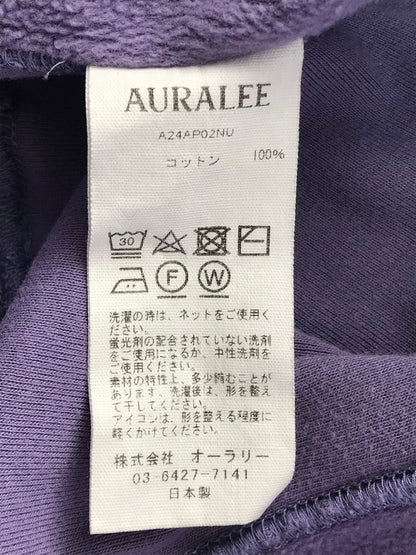 AURALEE
A24AP02NU
コットン 100%
30
F W
洗濯の時は、ネットをご使用く
ださい。
蛍光剤の配合されていない洗剤
をご使用になるか、中性洗剤を
ご使用ください。
素材の特性上、多少縮むことが
あります、洗濯後は、形を整え
て干してください。
アイコンは、形を整える程度に
軽くかけてください。
株式会社 オーラリー
03-6427-7141
日本製